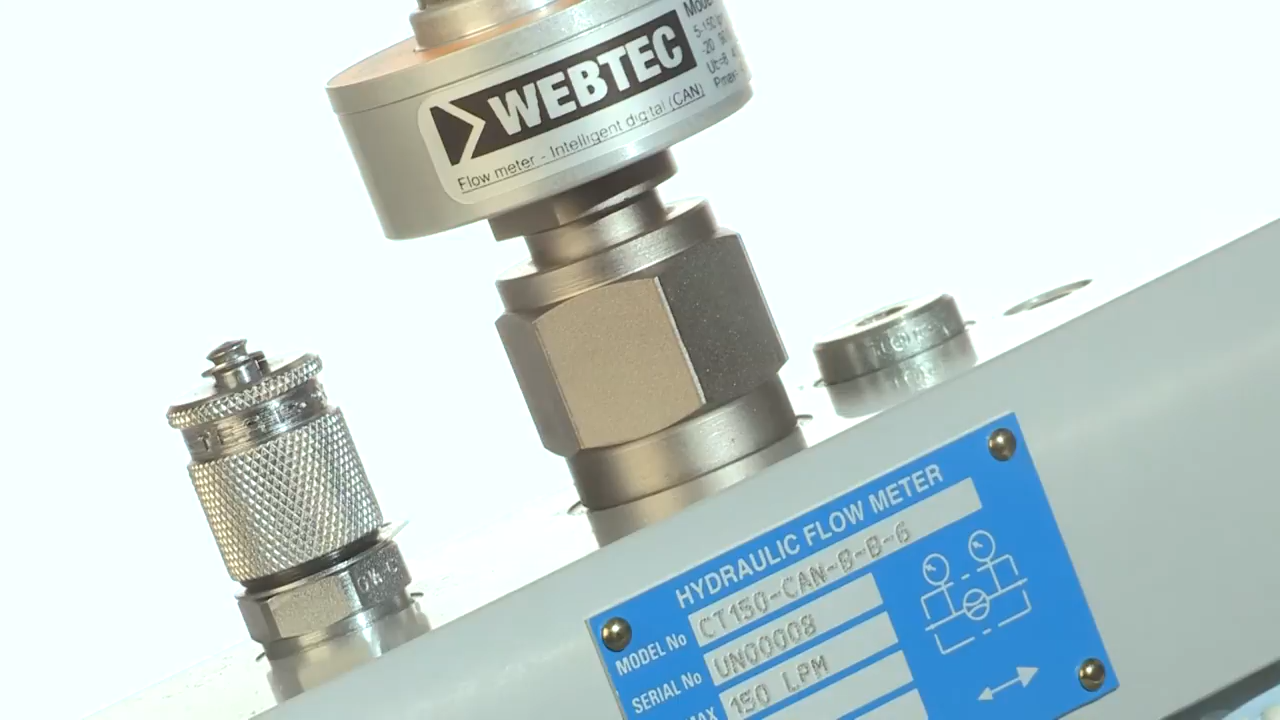 WEBTEC
Flow meter - Intelligent digital (CAN)
HYDRAULIC FLOW METER
MODEL No CT150-CAN-B-B-6
SERIAL No UN00008
MAX 150 LPM